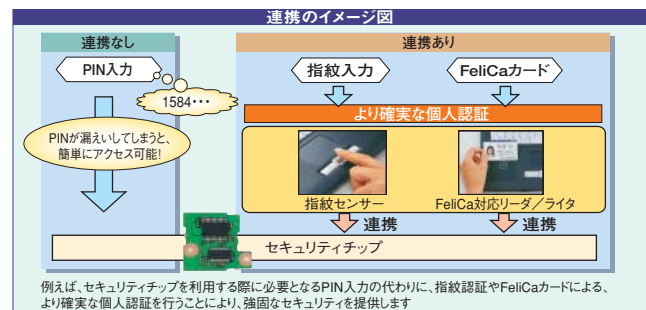 連携のイメージ図
連携なし
PIN入力
1584･･･
PINが漏えいしてしまうと、
簡単にアクセス可能!
連携あり
指紋入力
FeliCaカード
より確実な個人認証
指紋センサー
FeliCa対応リーダ／ライタ
連携
連携
セキュリティチップ
例えば、セキュリティチップを利用する際に必要となるPIN入力の代わりに、指紋認証やFeliCaカードによる、
より確実な個人認証を行うことにより、強固なセキュリティを提供します